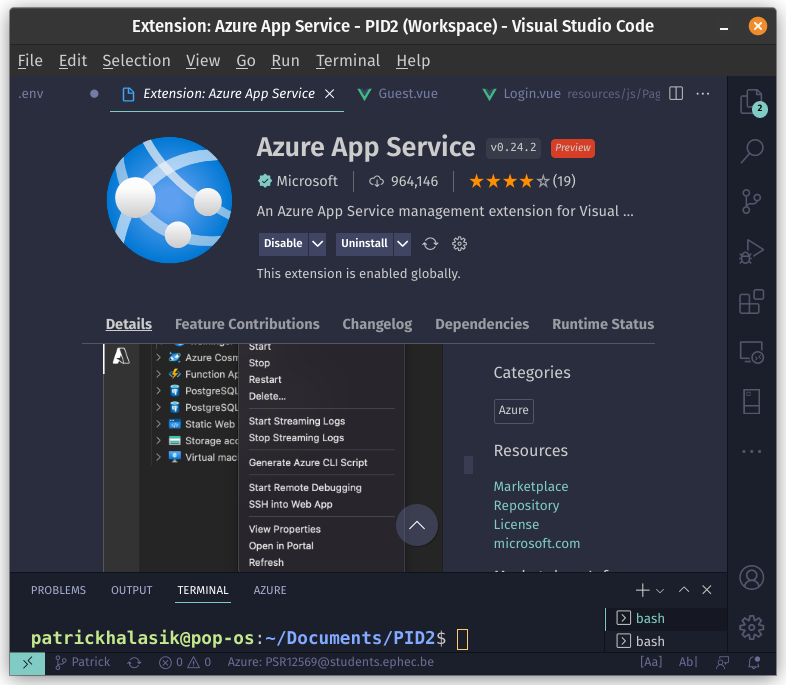 Extension: Azure App Service - PID2 (Workspace) - Visual Studio Code
File Edit Selection View Go Run Terminal Help
.env Extension: Azure App Service Guest.vue Login.vue resources/js/Pag
2
Azure App Service v0.24.2 Preview
Microsoft 964,146 (19)
An Azure App Service management extension for Visual ...
Disable Uninstall
This extension is enabled globally.
Details Feature Contributions Changelog Dependencies Runtime Status
Azure Cosm
Function Ap
PostgreSQL
PostgreSQL
Static Web
Storage acc
Virtual mac
Start
Stop
Restart
Delete...
Start Streaming Logs
Stop Streaming Logs
Generate Azure CLI Script
Start Remote Debugging
SSH into Web App
View Properties
Open in Portal
Refresh
Categories
Azure
Resources
Marketplace
Repository
License
microsoft.com
PROBLEMS OUTPUT TERMINAL AZURE
patrickhalasik@pop-os:~/Documents/PID2$
bash
bash
Patrick 0 0 Azure: PSR12569@students.ephec.be [Aa] Ab|